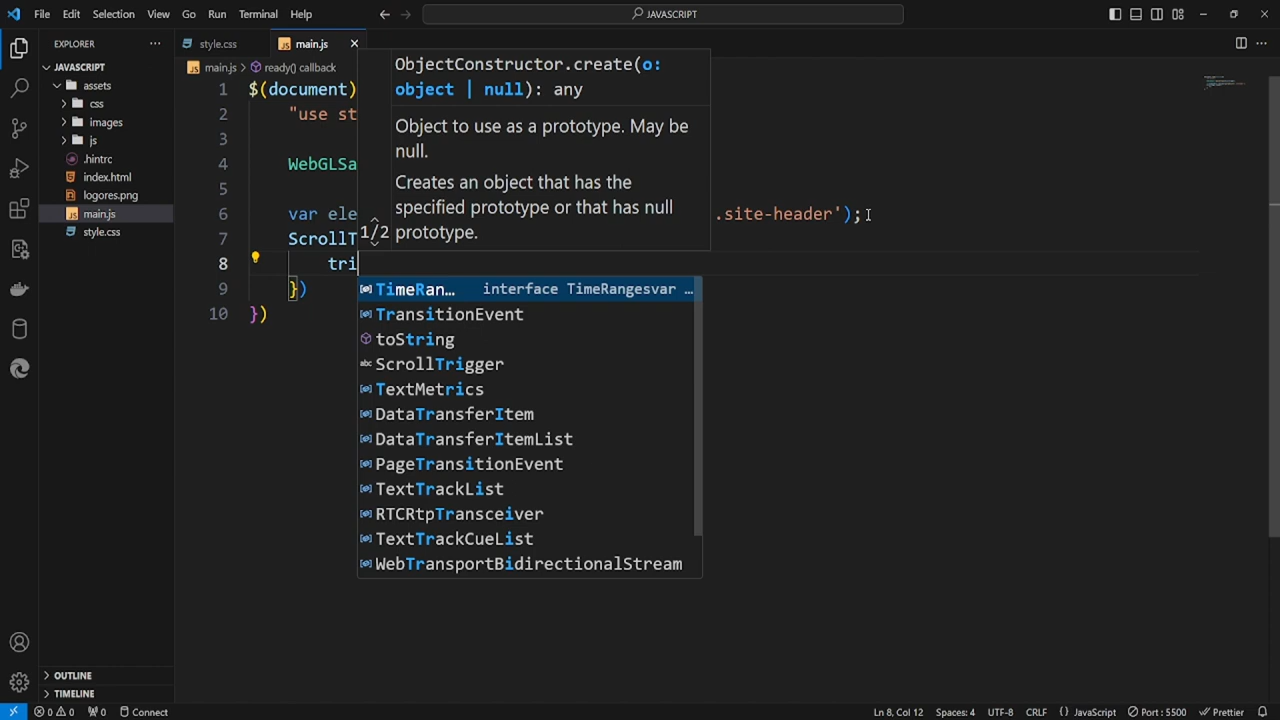 File Edit Selection View Go Run Terminal Help
JAVASCRIPT
EXPLORER
JAVASCRIPT
assets
css
images
js
.hintrc
index.html
logores.png
main.js
style.css
OUTLINE
TIMELINE
style.css
main.js
main.js > ready() callback
1 $(document)
2 "use st
3
4 WebGLSa
5
6 var ele .site-header');
7 ScrollT
8 tri
9 })
10 })
ObjectConstructor.create(o:
object | null): any
Object to use as a prototype. May be
null.
Creates an object that has the
specified prototype or that has null
prototype.
1/2
TimeRan… interface TimeRangesvar …
TransitionEvent
toString
abc ScrollTrigger
TextMetrics
DataTransferItem
DataTransferItemList
PageTransitionEvent
TextTrackList
RTCRtpTransceiver
TextTrackCueList
WebTransportBidirectionalStream
0 0 0 Connect
Ln 8, Col 12 Spaces: 4 UTF-8 CRLF {} JavaScript Port : 5500 Prettier